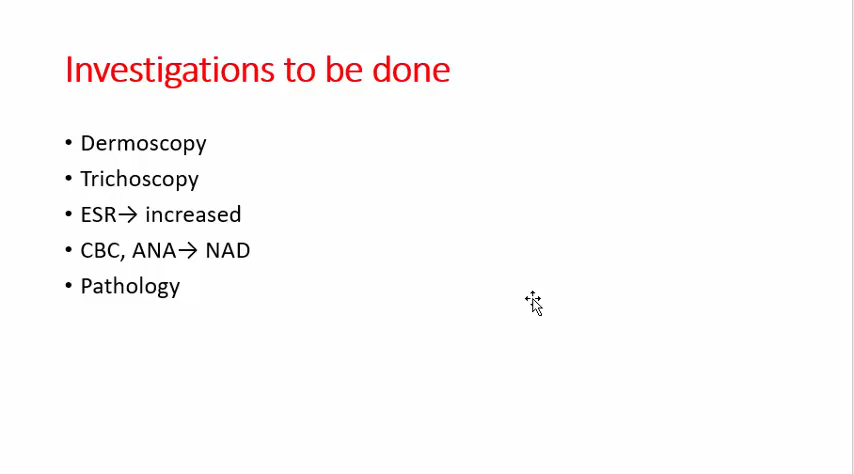 Investigations to be done
• Dermoscopy
• Trichoscopy
• ESR→ increased
• CBC, ANA→ NAD
• Pathology